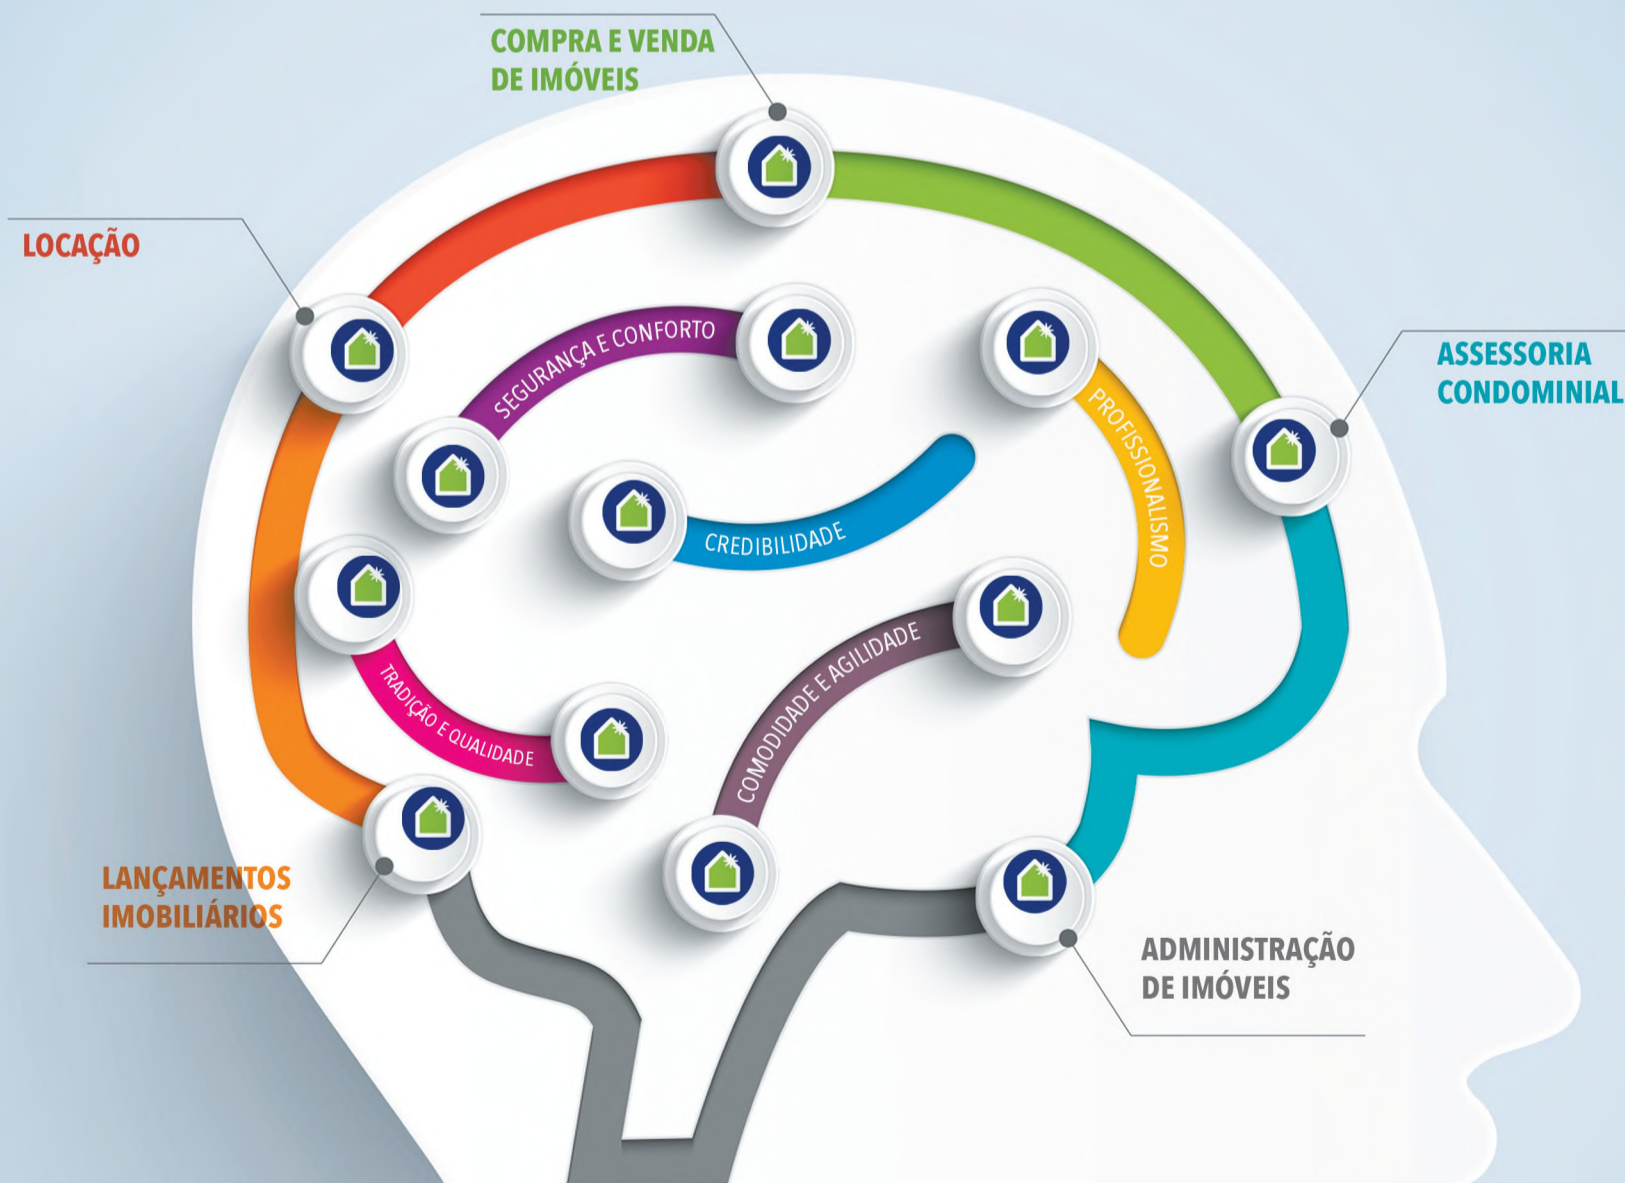 COMPRA E VENDA
DE IMÓVEIS
LOCAÇÃO
SEGURANÇA E CONFORTO
PROFISSIONALISMO
ASSESSORIA
CONDOMINIAL
CREDIBILIDADE
COMODIDADE E AGILIDADE
TRADIÇÃO E QUALIDADE
LANÇAMENTOS
IMOBILIÁRIOS
ADMINISTRAÇÃO
DE IMÓVEIS